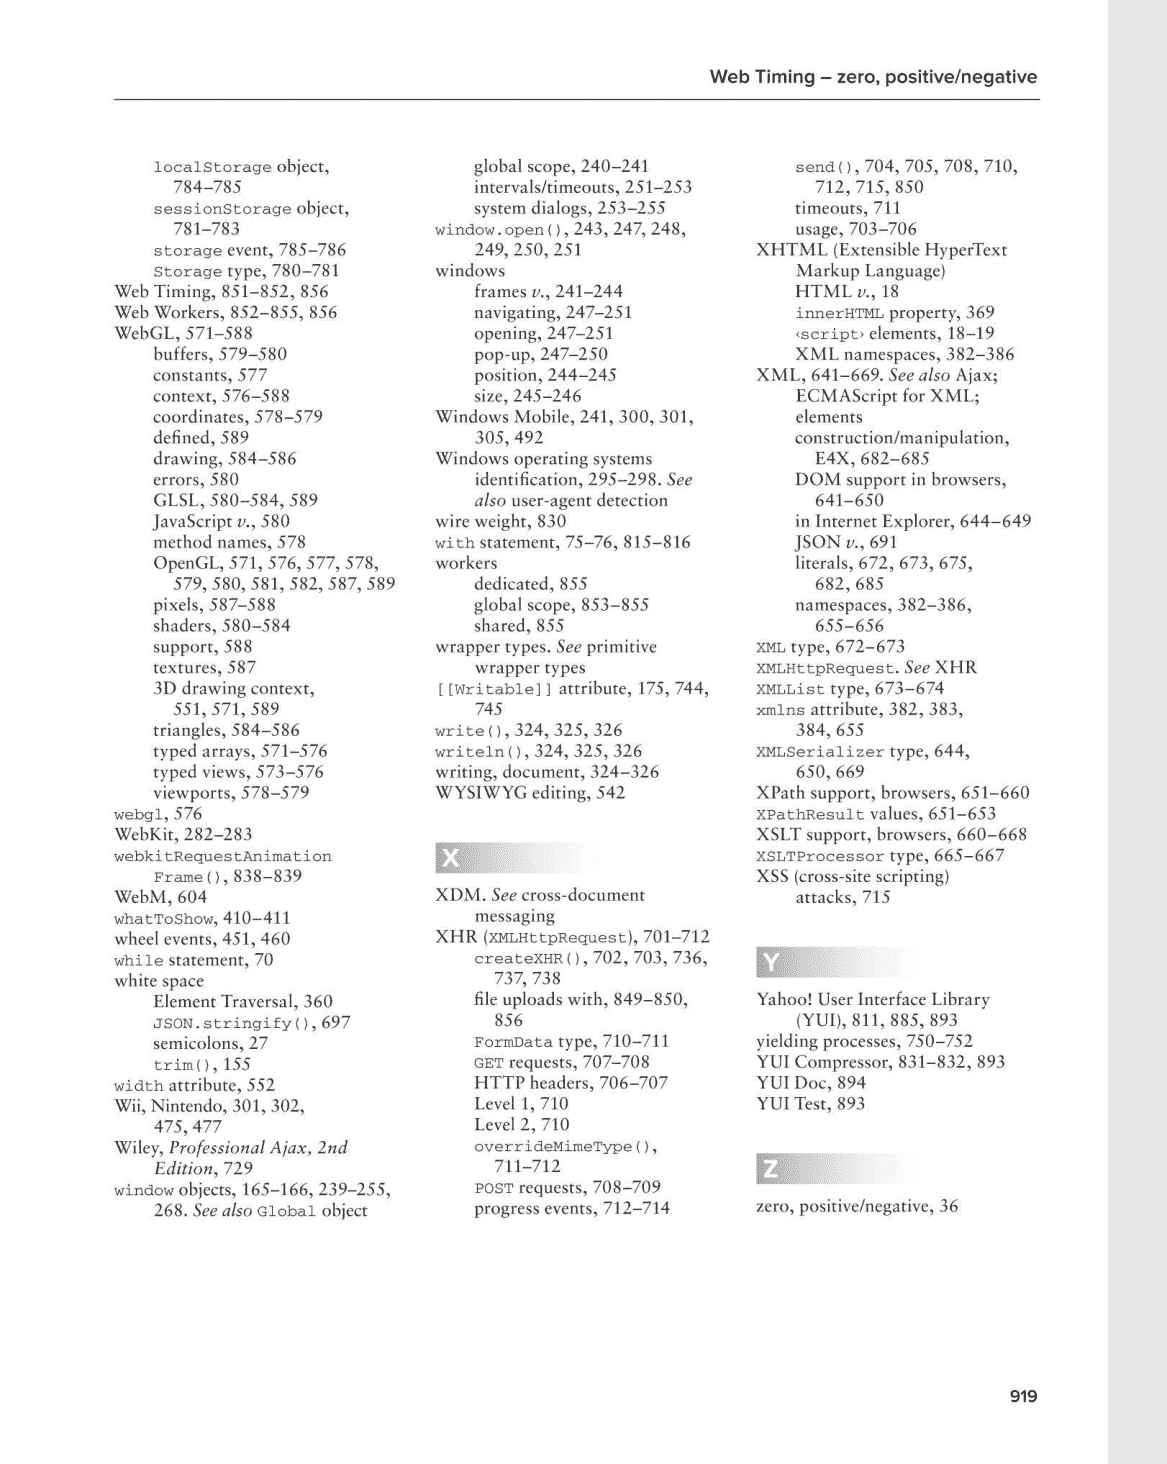 Web Timing – zero, positive/negative
localStorage object,
784–785
sessionStorage object,
781–783
storage event, 785–786
Storage type, 780–781
Web Timing, 851–852, 856
Web Workers, 852–855, 856
WebGL, 571–588
buffers, 579–580
constants, 577
context, 576–588
coordinates, 578–579
defined, 589
drawing, 584–586
errors, 580
GLSL, 580–584, 589
JavaScript v., 580
method names, 578
OpenGL, 571, 576, 577, 578,
579, 580, 581, 582, 587, 589
pixels, 587–588
shaders, 580–584
support, 588
textures, 587
3D drawing context,
551, 571, 589
triangles, 584–586
typed arrays, 571–576
typed views, 573–576
viewports, 578–579
webgl, 576
WebKit, 282–283
webkitRequestAnimation
Frame(), 838–839
WebM, 604
whatToShow, 410–411
wheel events, 451, 460
while statement, 70
white space
Element Traversal, 360
JSON.stringify(), 697
semicolons, 27
trim(), 155
width attribute, 552
Wii, Nintendo, 301, 302,
475, 477
Wiley, Professional Ajax, 2nd
Edition, 729
window objects, 165–166, 239–255,
268. See also Global object
global scope, 240–241
intervals/timeouts, 251–253
system dialogs, 253–255
window.open(), 243, 247, 248,
249, 250, 251
windows
frames v., 241–244
navigating, 247–251
opening, 247–251
pop-up, 247–250
position, 244–245
size, 245–246
Windows Mobile, 241, 300, 301,
305, 492
Windows operating systems
identification, 295–298. See
also user-agent detection
wire weight, 830
with statement, 75–76, 815–816
workers
dedicated, 855
global scope, 853–855
shared, 855
wrapper types. See primitive
wrapper types
[[Writable]] attribute, 175, 744,
745
write(), 324, 325, 326
writeln(), 324, 325, 326
writing, document, 324–326
WYSIWYG editing, 542
X
XDM. See cross-document
messaging
XHR (XMLHttpRequest), 701–712
createXHR(), 702, 703, 736,
737, 738
file uploads with, 849–850,
856
FormData type, 710–711
GET requests, 707–708
HTTP headers, 706–707
Level 1, 710
Level 2, 710
overrideMimeType(),
711–712
POST requests, 708–709
progress events, 712–714
send(), 704, 705, 708, 710,
712, 715, 850
timeouts, 711
usage, 703–706
XHTML (Extensible HyperText
Markup Language)
HTML v., 18
innerHTML property, 369
<script> elements, 18–19
XML namespaces, 382–386
XML, 641–669. See also Ajax;
ECMAScript for XML;
elements
construction/manipulation,
E4X, 682–685
DOM support in browsers,
641–650
in Internet Explorer, 644–649
JSON v., 691
literals, 672, 673, 675,
682, 685
namespaces, 382–386,
655–656
XML type, 672–673
XMLHttpRequest. See XHR
XMLList type, 673–674
xmlns attribute, 382, 383,
384, 655
XMLSerializer type, 644,
650, 669
XPath support, browsers, 651–660
XPathResult values, 651–653
XSLT support, browsers, 660–668
XSLTProcessor type, 665–667
XSS (cross-site scripting)
attacks, 715
Y
Yahoo! User Interface Library
(YUI), 811, 885, 893
yielding processes, 750–752
YUI Compressor, 831–832, 893
YUI Doc, 894
YUI Test, 893
Z
zero, positive/negative, 36
919